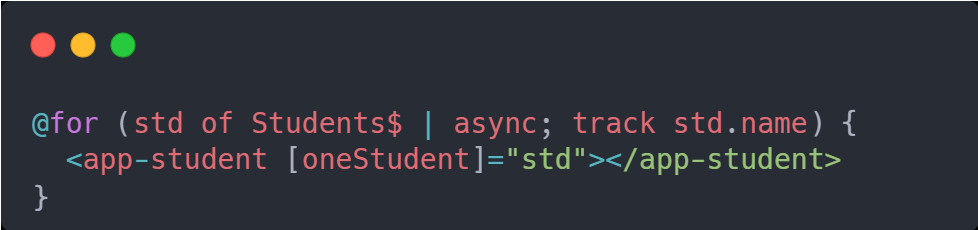 @for (std of Students$ | async; track std.name) {
  <app-student [oneStudent]="std"></app-student>
}